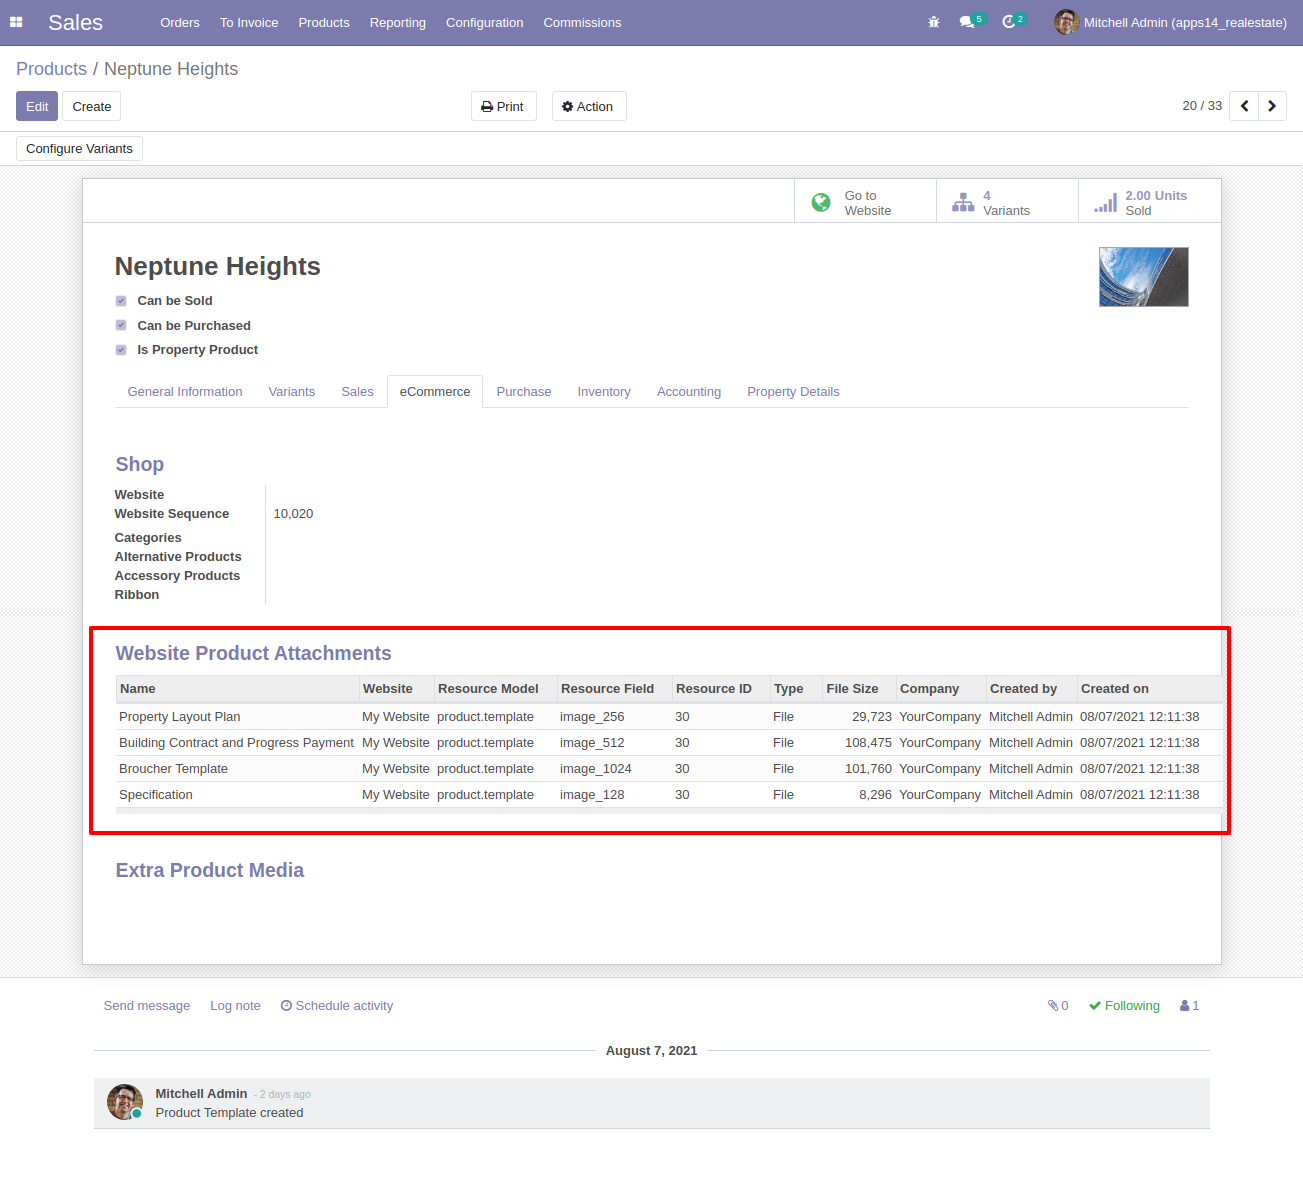 Sales Orders To Invoice Products Reporting Configuration Commissions 5 2 Mitchell Admin (apps14_realestate)
Products / Neptune Heights
Edit Create Print Action 20 / 33
Configure Variants
Go to Website 4 Variants 2.00 Units Sold
Neptune Heights
Can be Sold
Can be Purchased
Is Property Product
General Information Variants Sales eCommerce Purchase Inventory Accounting Property Details
Shop
Website
Website Sequence 10,020
Categories
Alternative Products
Accessory Products
Ribbon
Website Product Attachments
Name Website Resource Model Resource Field Resource ID Type File Size Company Created by Created on
Property Layout Plan My Website product.template image_256 30 File 29,723 YourCompany Mitchell Admin 08/07/2021 12:11:38
Building Contract and Progress Payment My Website product.template image_512 30 File 108,475 YourCompany Mitchell Admin 08/07/2021 12:11:38
Broucher Template My Website product.template image_1024 30 File 101,760 YourCompany Mitchell Admin 08/07/2021 12:11:38
Specification My Website product.template image_128 30 File 8,296 YourCompany Mitchell Admin 08/07/2021 12:11:38
Extra Product Media
Send message Log note Schedule activity 0 Following 1
August 7, 2021
Mitchell Admin - 2 days ago
Product Template created